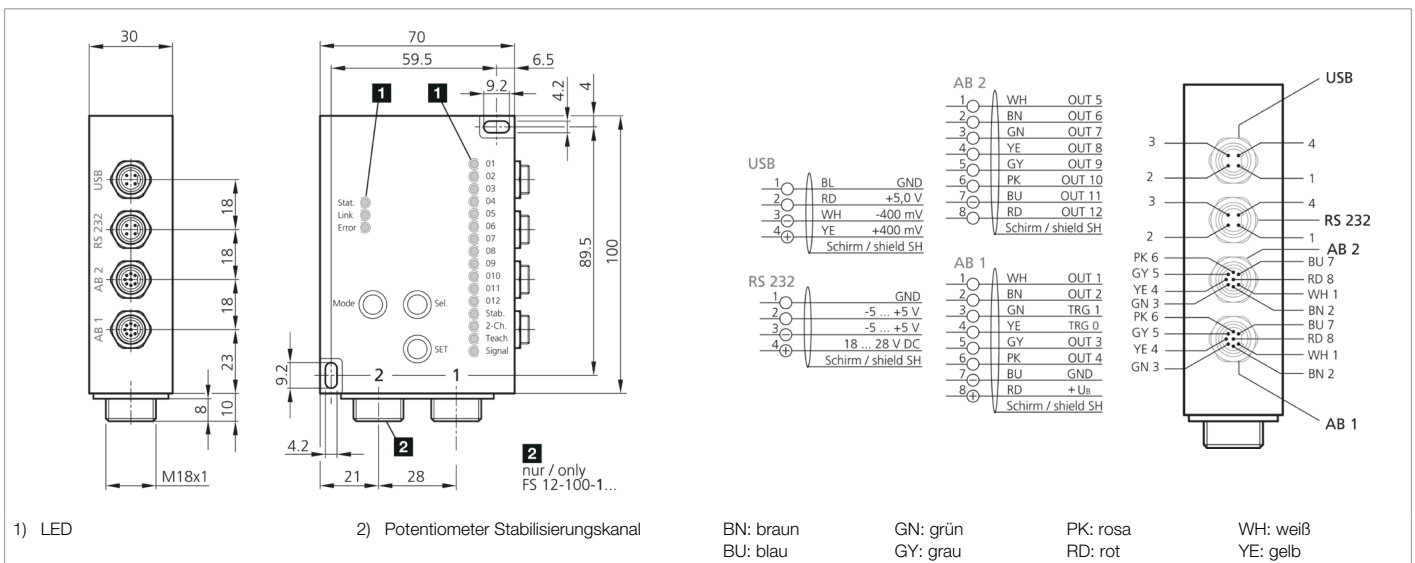 30
USB
RS 232
AB 2
AB 1
18
18
18
23
8
10
M18x1
70
59.5
6.5
9.2
4.2
4
1
1
Stat.
Link
Error
01
02
03
04
05
06
07
08
09
010
011
012
Stab.
2-Ch.
Teach
Signal
Mode
Sel.
SET
89.5
100
9.2
2
1
4.2
2
21
28
2
nur / only
FS 12-100-1...
USB
1 BL GND
2 RD +5,0 V
3 WH -400 mV
4 YE +400 mV
Schirm / shield SH
RS 232
1 GND
2 -5 ... +5 V
3 -5 ... +5 V
4 18 ... 28 V DC
Schirm / shield SH
AB 2
1 WH OUT 5
2 BN OUT 6
3 GN OUT 7
4 YE OUT 8
5 GY OUT 9
6 PK OUT 10
7 BU OUT 11
8 RD OUT 12
Schirm / shield SH
AB 1
1 WH OUT 1
2 BN OUT 2
3 GN TRG 1
4 YE TRG 0
5 GY OUT 3
6 PK OUT 4
7 BU GND
8 RD +UB
Schirm / shield SH
USB
3 4
2 1
3 4
RS 232
2 1
AB 2
PK 6 BU 7
GY 5 RD 8
YE 4 WH 1
GN 3 BN 2
PK 6 BU 7
GY 5 RD 8
YE 4 WH 1
GN 3 BN 2
AB 1
1) LED
2) Potentiometer Stabilisierungskanal
BN: braun GN: grün PK: rosa WH: weiß
BU: blau GY: grau RD: rot YE: gelb